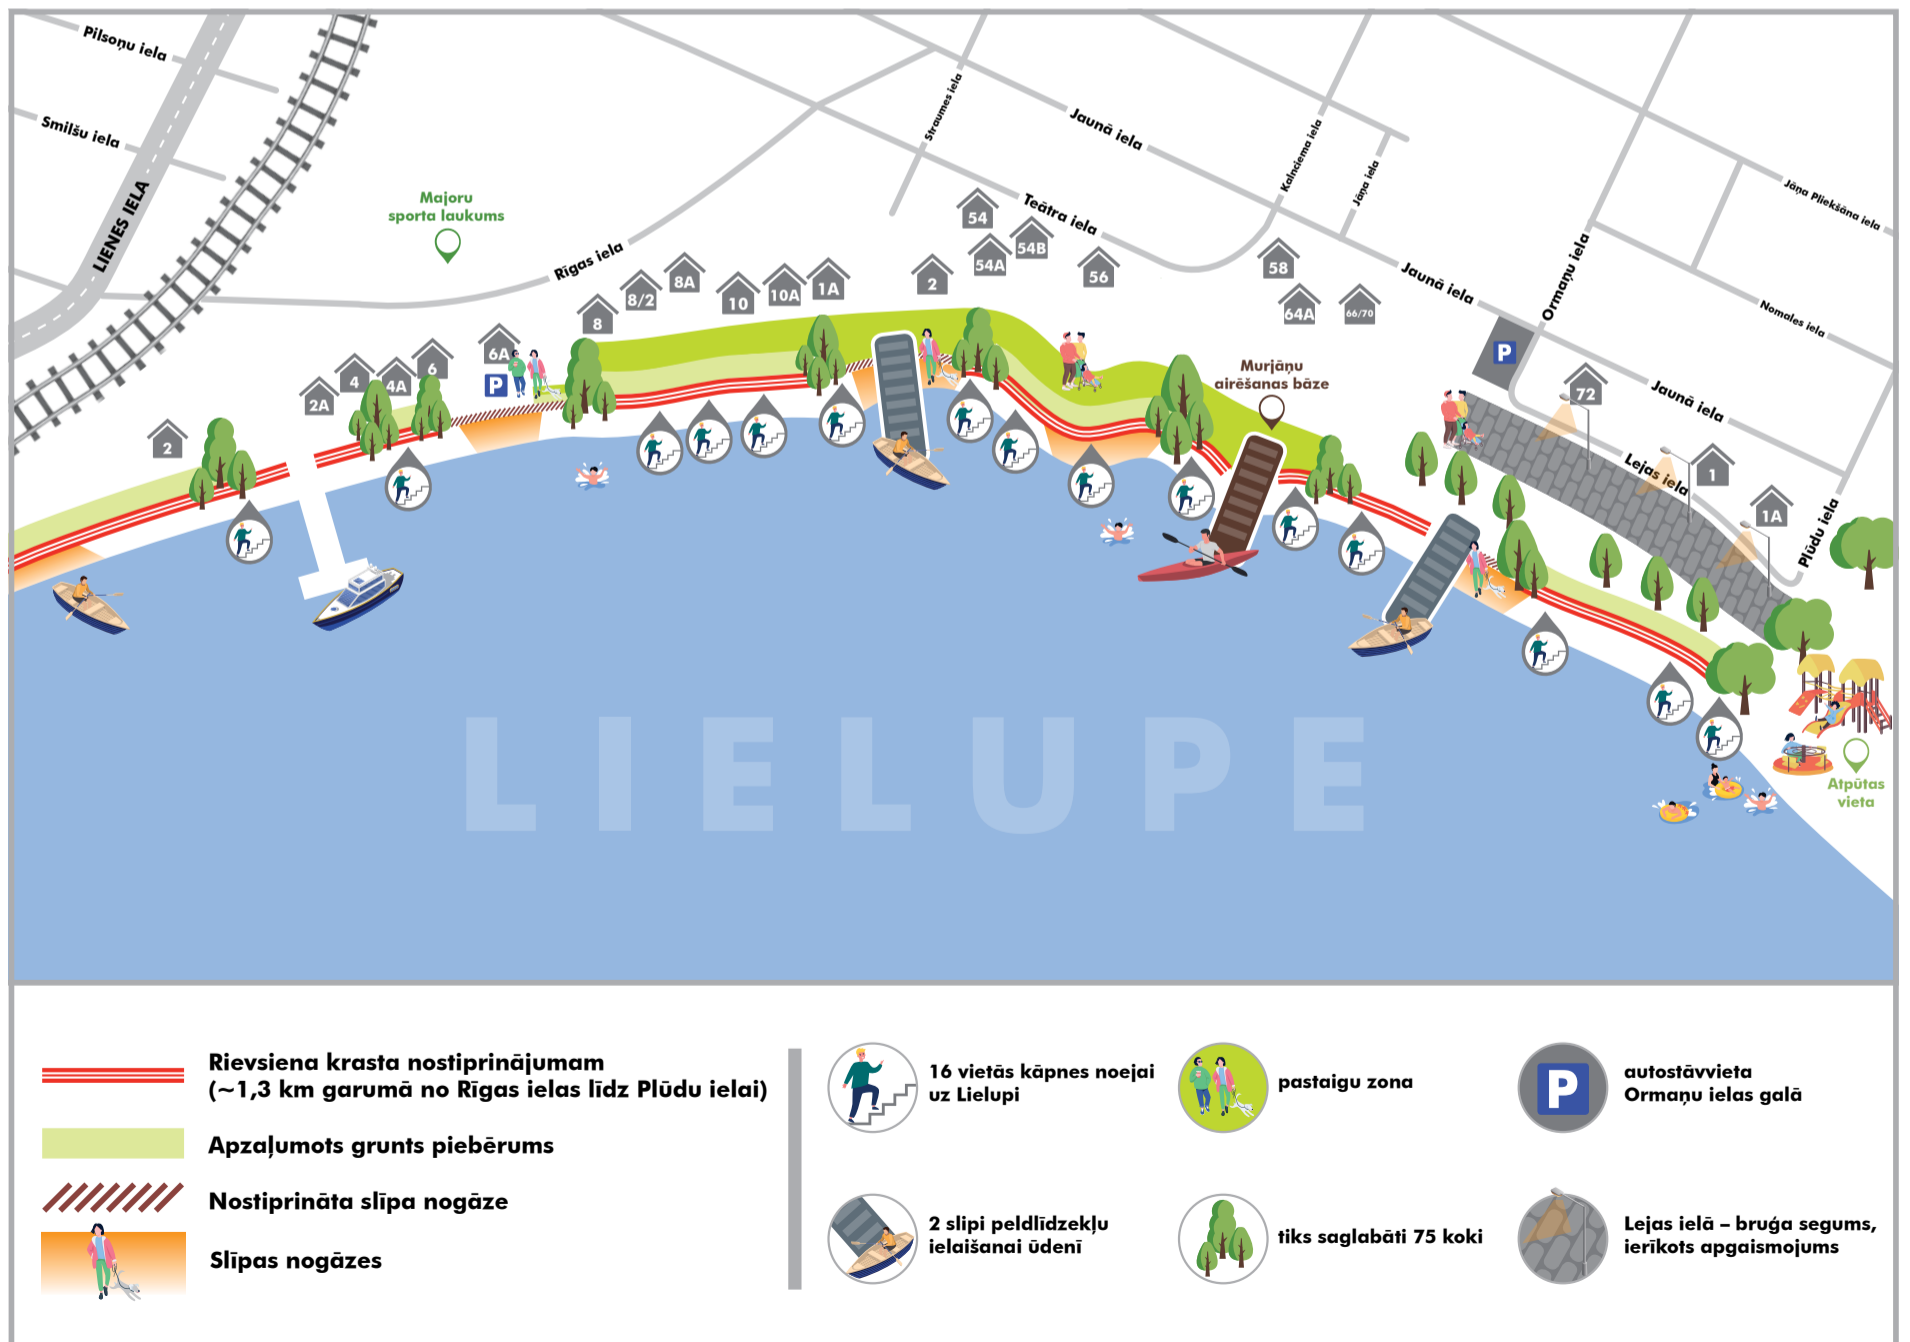 Pilsoņu iela
Smilšu iela
LIENES IELA
Majoru
sporta laukums
Rīgas iela
Straumes iela
Jaunā iela
Teātra iela
Kalnciema iela
Jāņa iela
Jaunā iela
Ormaņu iela
Jāņa Pliekšāna iela
Nomales iela
Jaunā iela
Lejas iela
Plūdu iela
2
2A
4
4A
6
6A
P
8
8/2
8A
10
10A
1A
2
54
54A
54B
56
58
64A
66/70
Murjāņu
airēšanas bāze
P
72
1
1A
Atpūtas
vieta
LIELUPE
Rievsiena krasta nostiprinājumam
(~1,3 km garumā no Rīgas ielas līdz Plūdu ielai)
Apzaļumots grunts piebērums
Nostiprināta slīpa nogāze
Slīpas nogāzes
16 vietās kāpnes noejai
uz Lielupi
2 slipi peldlīdzekļu
ielaišanai ūdenī
pastaigu zona
tiks saglabāti 75 koki
P
autostāvvieta
Ormaņu ielas galā
Lejas ielā – bruģa segums,
ierīkots apgaismojums